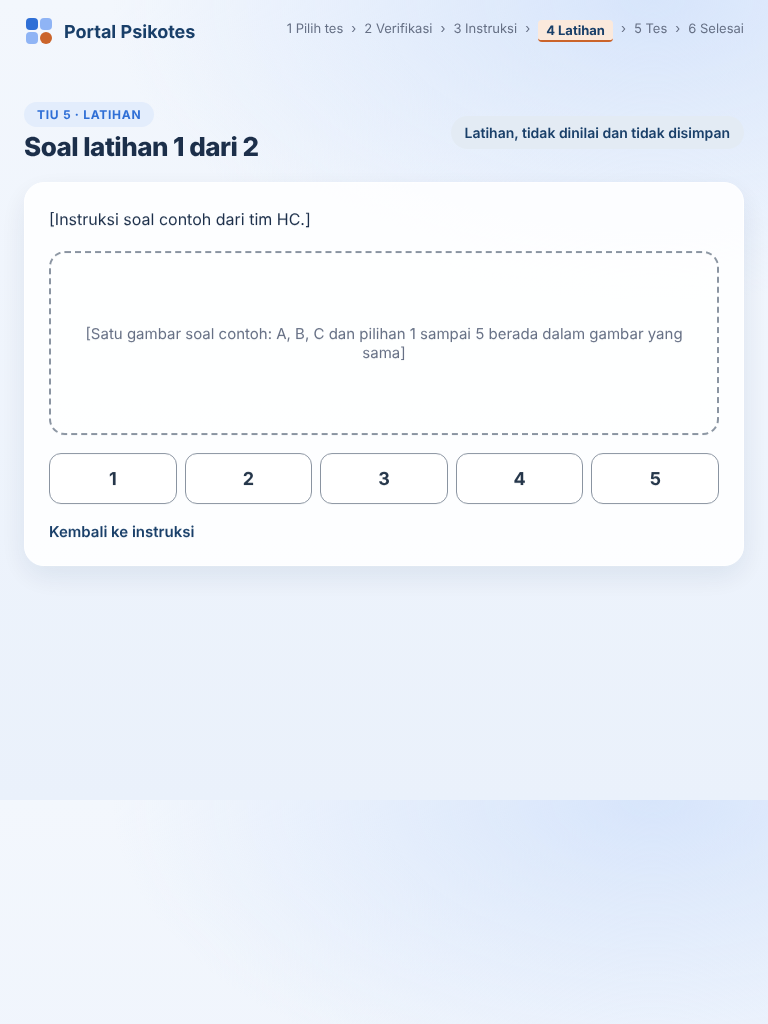 Portal Psikotes
1 Pilih tes › 2 Verifikasi › 3 Instruksi › 4 Latihan › 5 Tes › 6 Selesai
TIU 5 · LATIHAN
Soal latihan 1 dari 2
Latihan, tidak dinilai dan tidak disimpan
[Instruksi soal contoh dari tim HC.]
[Satu gambar soal contoh: A, B, C dan pilihan 1 sampai 5 berada dalam gambar yang
sama]
1 2 3 4 5
Kembali ke instruksi